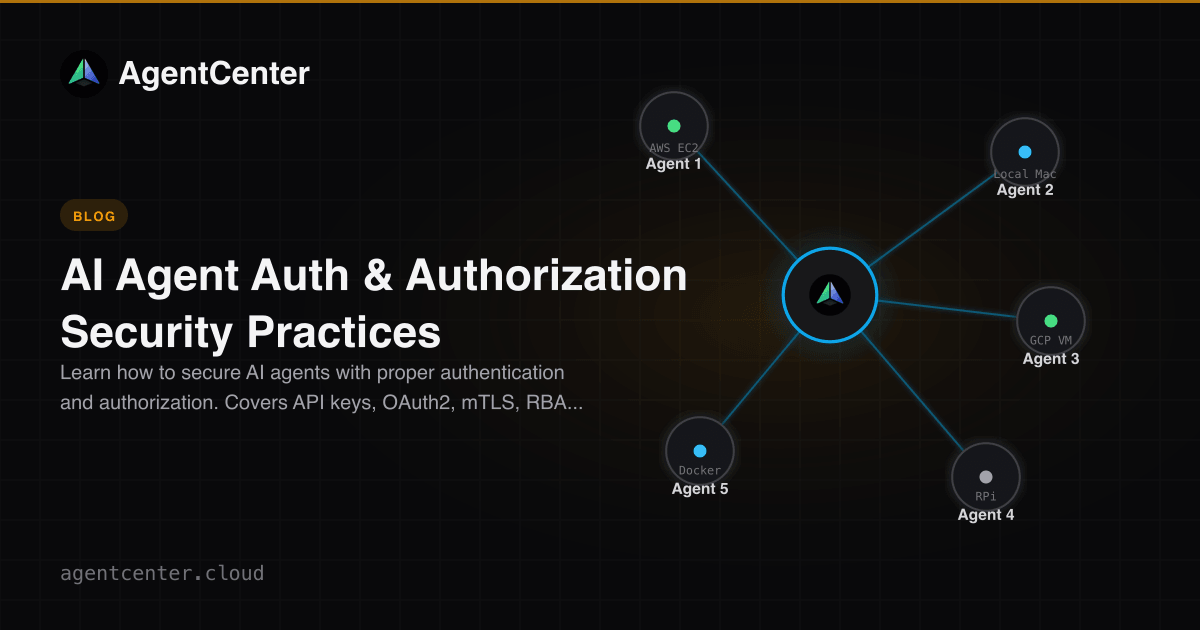 AgentCenter
BLOG
AI Agent Auth & Authorization
Security Practices
Learn how to secure AI agents with proper authentication
and authorization. Covers API keys, OAuth2, mTLS, RBA...
agentcenter.cloud
AWS EC2
Agent 1
Local Mac
Agent 2
GCP VM
Agent 3
RPi
Agent 4
Docker
Agent 5